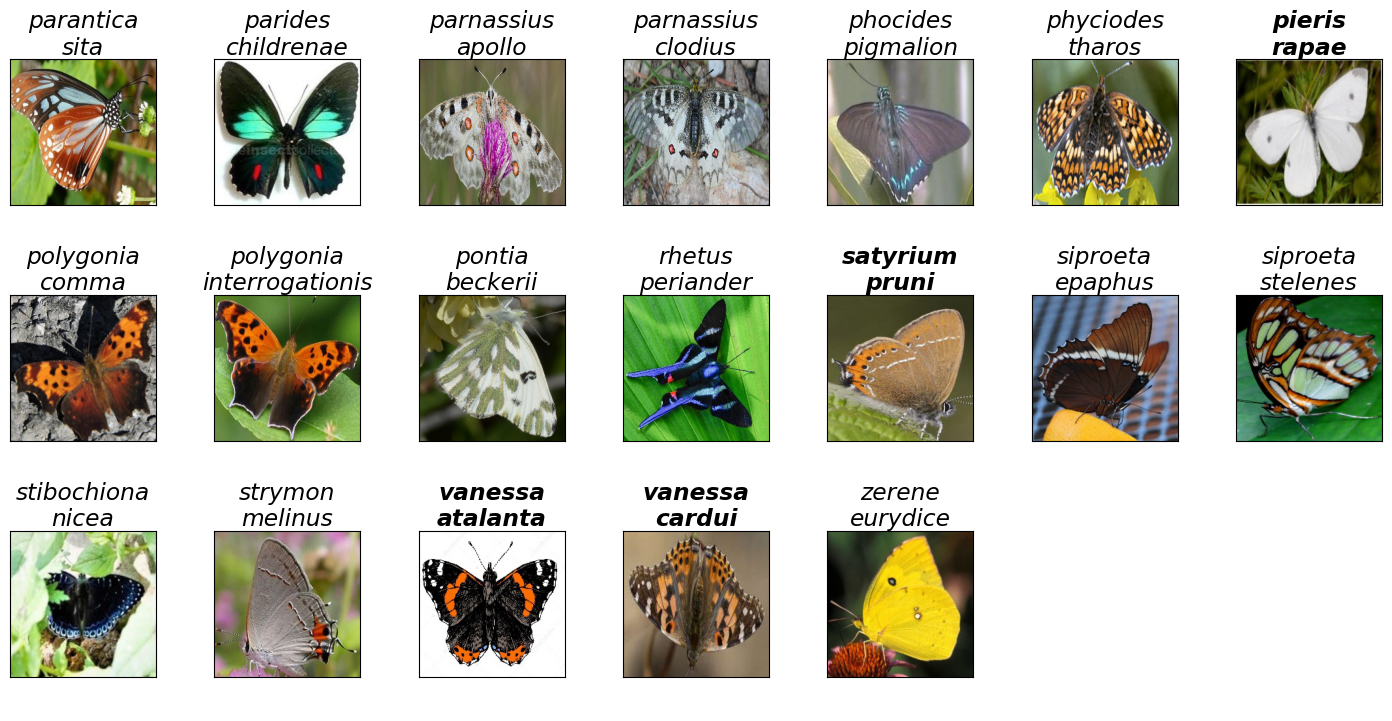 parantica
sita
parides
childrenae
parnassius
apollo
parnassius
clodius
phocides
pigmalion
phyciodes
tharos
pieris
rapae
polygonia
comma
polygonia
interrogationis
pontia
beckerii
rhetus
periander
satyrium
pruni
siproeta
epaphus
siproeta
stelenes
stibochiona
nicea
strymon
melinus
vanessa
atalanta
vanessa
cardui
zerene
eurydice